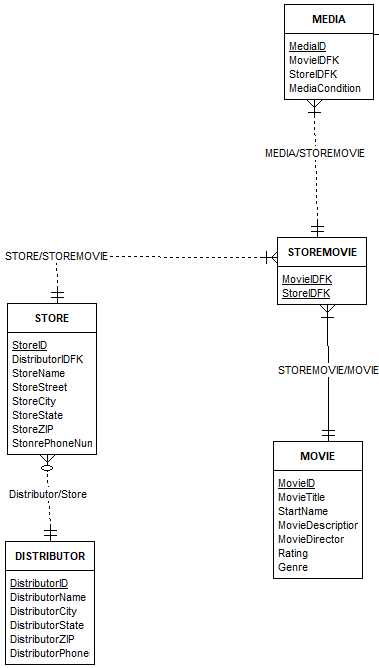 MEDIA
MediaID
MovieIDFK
StoreIDFK
MediaCondition
MEDIA/STOREMOVIE
STORE/STOREMOVIE
STOREMOVIE
MovieIDFK
StoreIDFK
STORE
StoreID
DistributorIDFK
StoreName
StoreStreet
StoreCity
StoreState
StoreZIP
StonrePhoneNum
STOREMOVIE/MOVIE
MOVIE
MovieID
MovieTitle
StartName
MovieDescription
MovieDirector
Rating
Genre
Distributor/Store
DISTRIBUTOR
DistributorID
DistributorName
DistributorCity
DistributorState
DistributorZIP
DistributorPhone